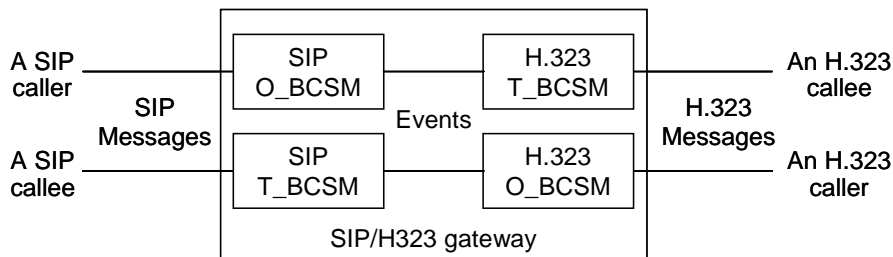 A SIP
caller
SIP
O_BCSM
H.323
T_BCSM
An H.323
callee
SIP
Messages
Events
H.323
Messages
A SIP
callee
SIP
T_BCSM
H.323
O_BCSM
An H.323
caller
SIP/H323 gateway